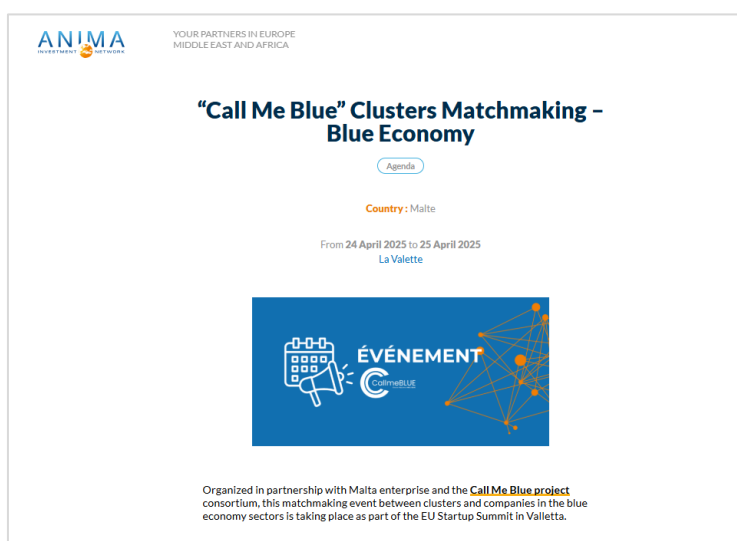 ANIMA
INVESTMENT NETWORK
YOUR PARTNERS IN EUROPE
MIDDLE EAST AND AFRICA
“Call Me Blue” Clusters Matchmaking –
Blue Economy
Agenda
Country : Malte
From 24 April 2025 to 25 April 2025
La Valette
ÉVÉNEMENT
CallmeBLUE
Organized in partnership with Malta enterprise and the Call Me Blue project
consortium, this matchmaking event between clusters and companies in the blue
economy sectors is taking place as part of the EU Startup Summit in Valletta.